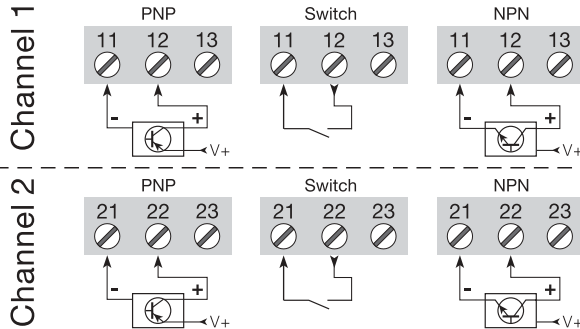 Channel 1
PNP
Switch
NPN
11 12 13
11 12 13
11 12 13
- +
V+
- +
V+
Channel 2
PNP
Switch
NPN
21 22 23
21 22 23
21 22 23
- +
V+
- +
V+